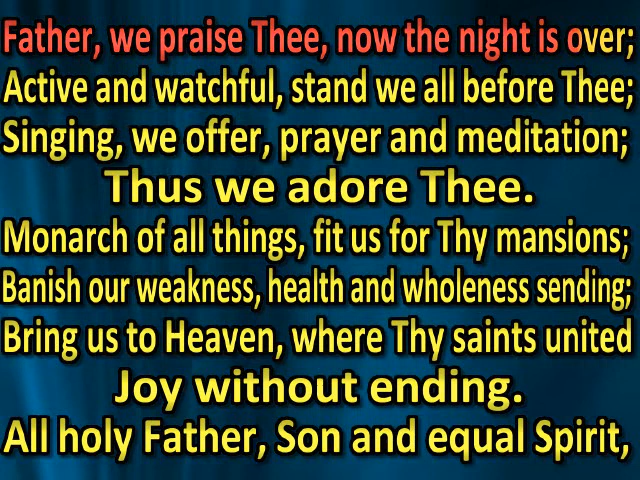 Father, we praise Thee, now the night is over;
Active and watchful, stand we all before Thee;
Singing, we offer, prayer and meditation;
Thus we adore Thee.
Monarch of all things, fit us for Thy mansions;
Banish our weakness, health and wholeness sending;
Bring us to Heaven, where Thy saints united
Joy without ending.
All holy Father, Son and equal Spirit,